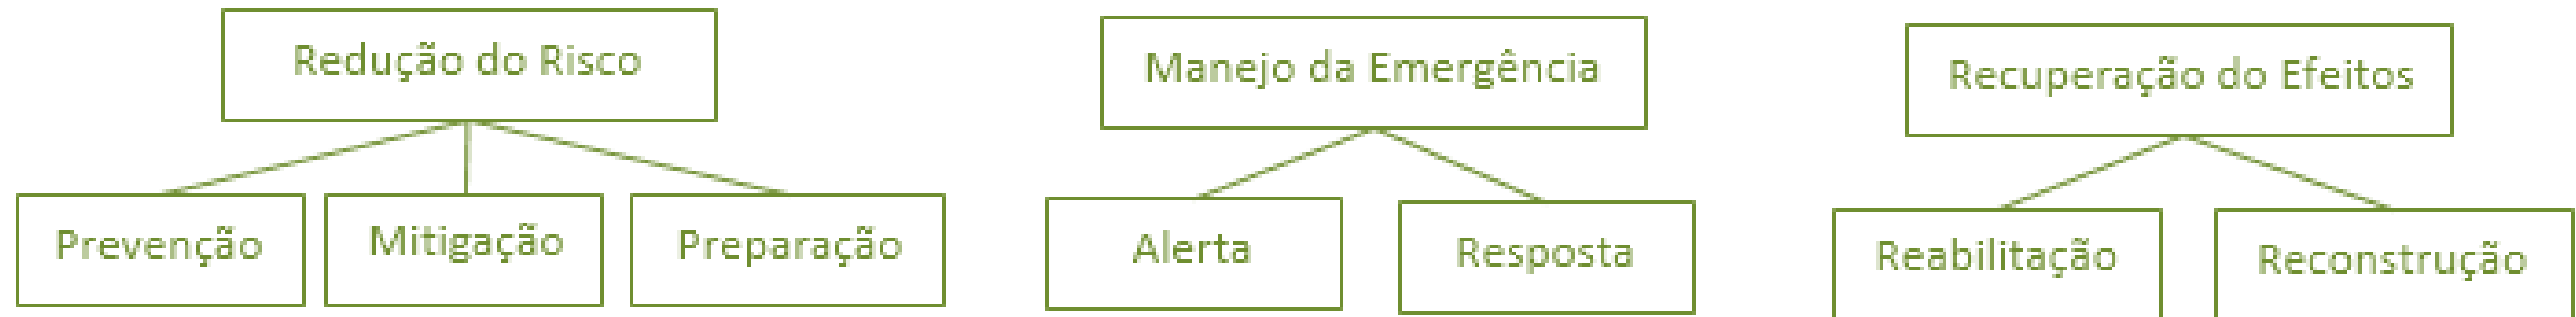 Redução do Risco
Manejo da Emergência
Recuperação do Efeitos
Prevenção
Mitigação
Preparação
Alerta
Resposta
Reabilitação
Reconstrução